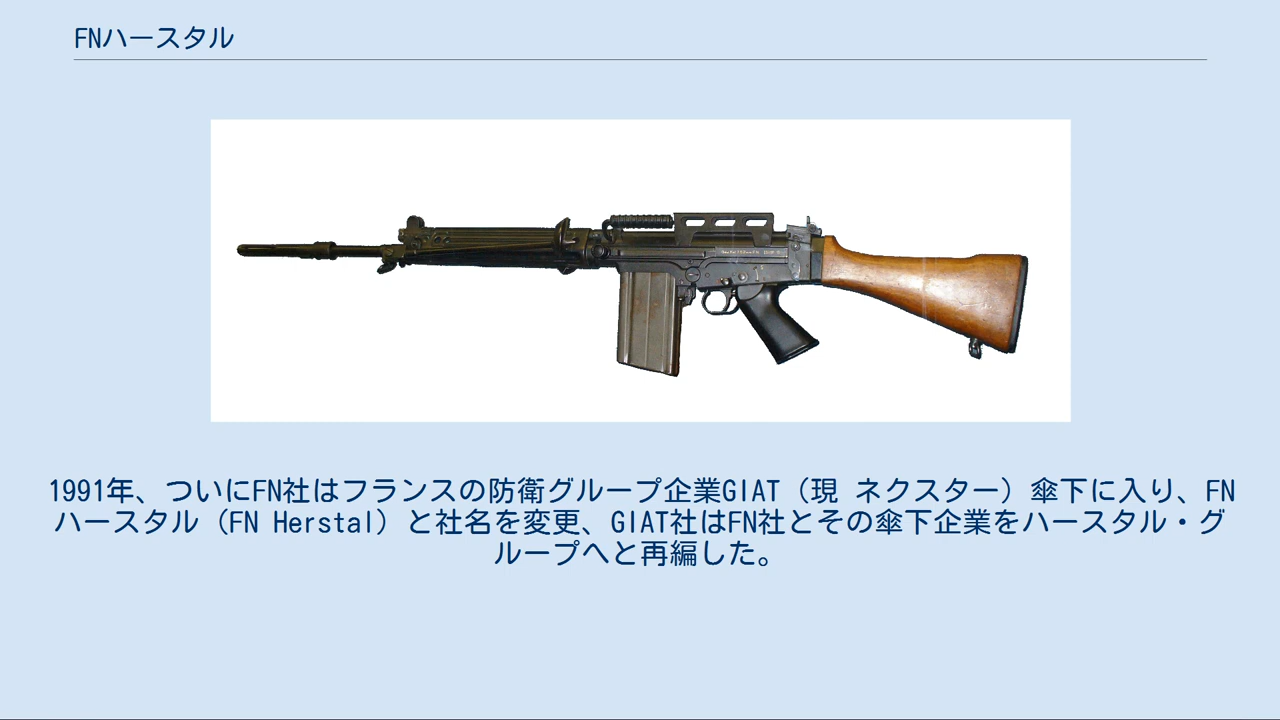 FNハースタル
1991年、ついにFN社はフランスの防衛グループ企業GIAT（現 ネクスター）傘下に入り、FN
ハースタル（FN Herstal）と社名を変更、GIAT社はFN社とその傘下企業をハースタル・グ
ループへと再編した。